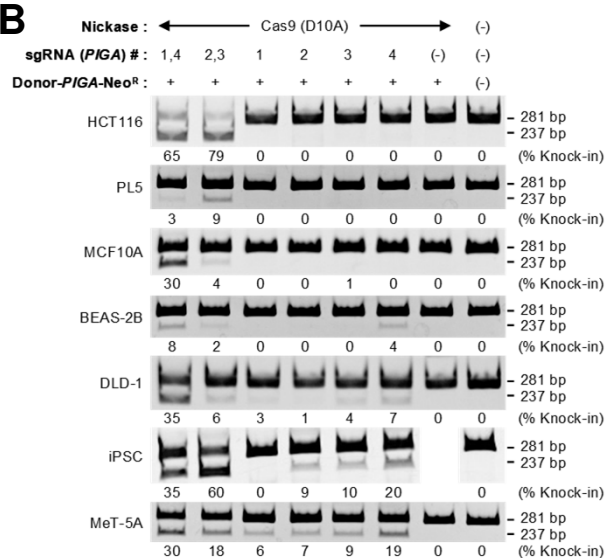 B
Nickase : Cas9 (D10A) (-)
sgRNA (PIGA) # : 1,4 2,3 1 2 3 4 (-) (-)
Donor-PIGA-Neoᴿ : + + + + + + + (-)
HCT116 - 281 bp
- 237 bp
65 79 0 0 0 0 0 0 (% Knock-in)
PL5 - 281 bp
- 237 bp
3 9 0 0 0 0 0 0 (% Knock-in)
MCF10A - 281 bp
- 237 bp
30 4 0 0 1 0 0 0 (% Knock-in)
BEAS-2B - 281 bp
- 237 bp
8 2 0 0 0 4 0 0 (% Knock-in)
DLD-1 - 281 bp
- 237 bp
35 6 3 1 4 7 0 0 (% Knock-in)
iPSC - 281 bp
- 237 bp
35 60 0 9 10 20 0 (% Knock-in)
MeT-5A - 281 bp
- 237 bp
30 18 6 7 9 19 0 0 (% Knock-in)